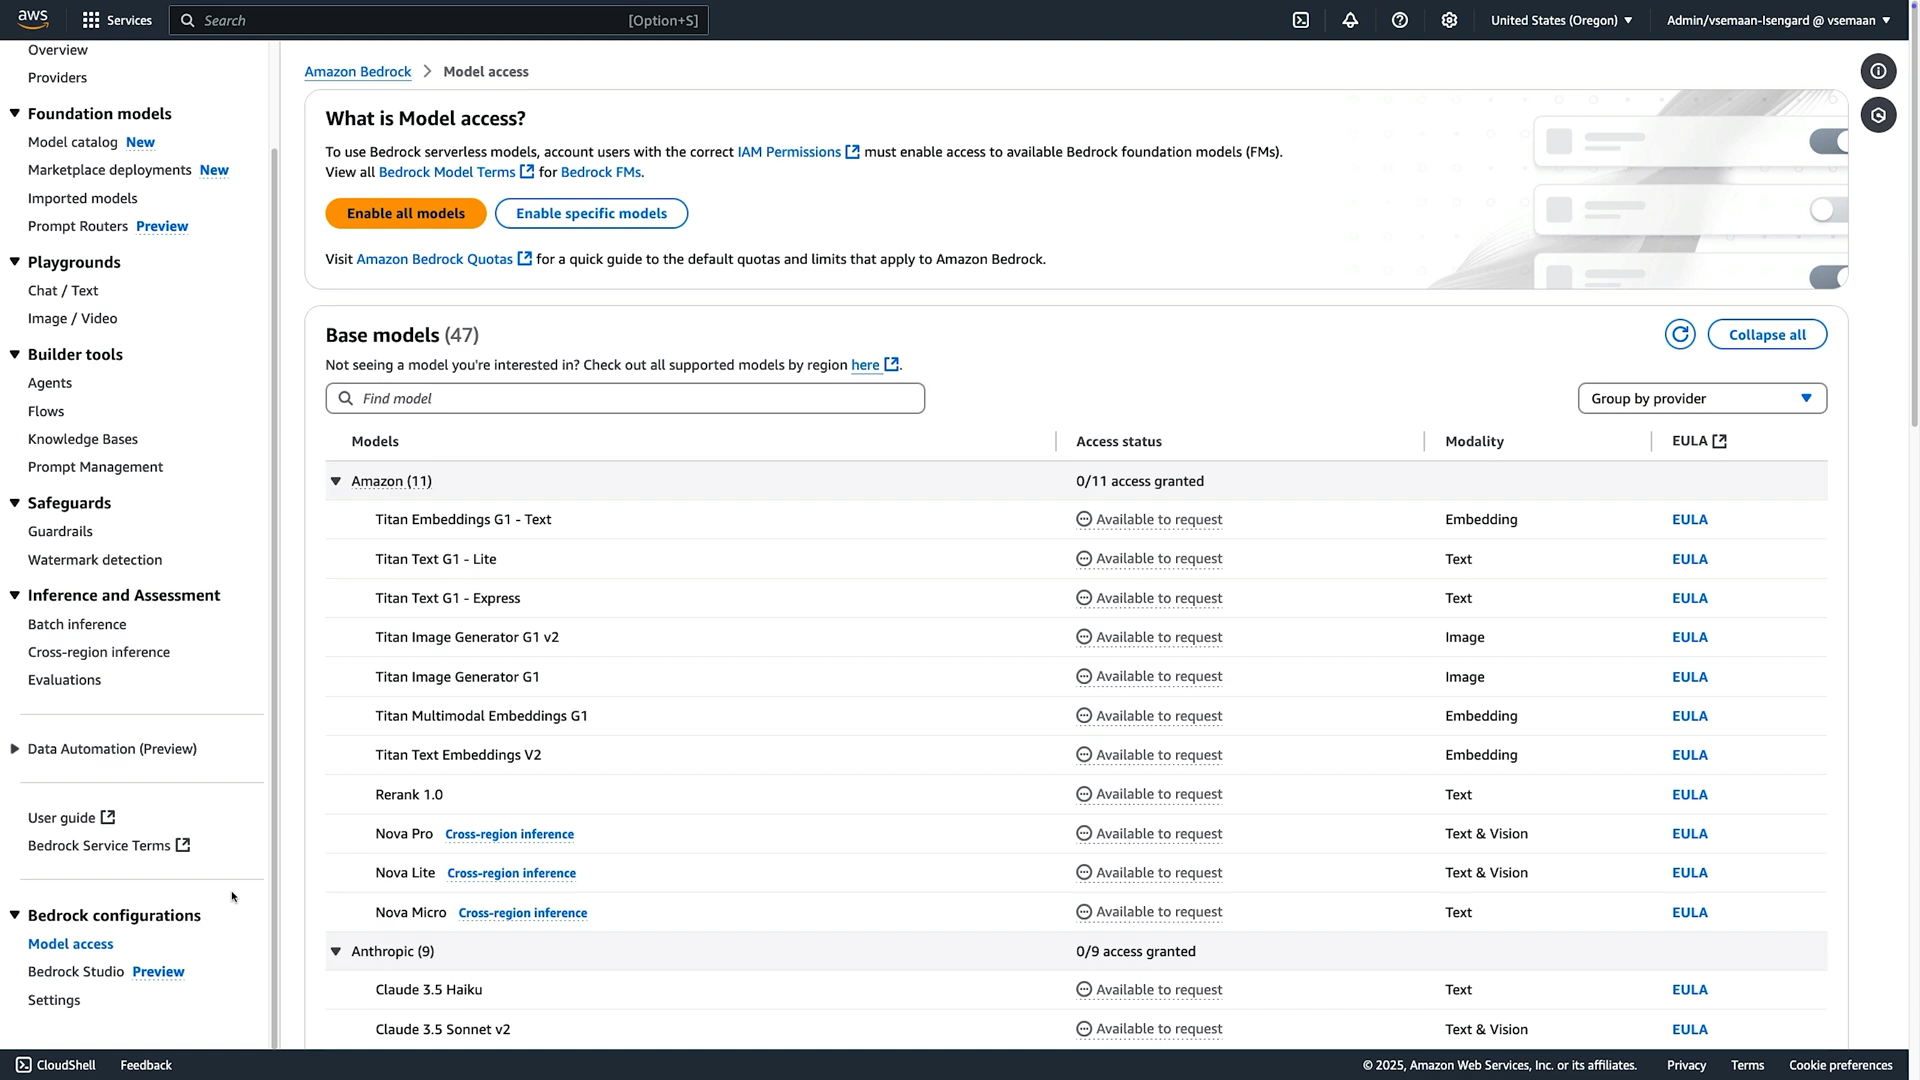 aws
Services
Search
[Option+S]
United States (Oregon)
Admin/vsemaan-Isengard @ vsemaan
Overview
Providers
Foundation models
Model catalog New
Marketplace deployments New
Imported models
Prompt Routers Preview
Playgrounds
Chat / Text
Image / Video
Builder tools
Agents
Flows
Knowledge Bases
Prompt Management
Safeguards
Guardrails
Watermark detection
Inference and Assessment
Batch inference
Cross-region inference
Evaluations
Data Automation (Preview)
User guide
Bedrock Service Terms
Bedrock configurations
Model access
Bedrock Studio Preview
Settings
Amazon Bedrock > Model access
What is Model access?
To use Bedrock serverless models, account users with the correct IAM Permissions must enable access to available Bedrock foundation models (FMs).
View all Bedrock Model Terms for Bedrock FMs.
Enable all models
Enable specific models
Visit Amazon Bedrock Quotas for a quick guide to the default quotas and limits that apply to Amazon Bedrock.
Base models (47)
Collapse all
Not seeing a model you're interested in? Check out all supported models by region here.
Find model
Group by provider
Models Access status Modality EULA
Amazon (11) 0/11 access granted
Titan Embeddings G1 - Text Available to request Embedding EULA
Titan Text G1 - Lite Available to request Text EULA
Titan Text G1 - Express Available to request Text EULA
Titan Image Generator G1 v2 Available to request Image EULA
Titan Image Generator G1 Available to request Image EULA
Titan Multimodal Embeddings G1 Available to request Embedding EULA
Titan Text Embeddings V2 Available to request Embedding EULA
Rerank 1.0 Available to request Text EULA
Nova Pro Cross-region inference Available to request Text & Vision EULA
Nova Lite Cross-region inference Available to request Text & Vision EULA
Nova Micro Cross-region inference Available to request Text EULA
Anthropic (9) 0/9 access granted
Claude 3.5 Haiku Available to request Text EULA
Claude 3.5 Sonnet v2 Available to request Text & Vision EULA
CloudShell
Feedback
© 2025, Amazon Web Services, Inc. or its affiliates.
Privacy
Terms
Cookie preferences